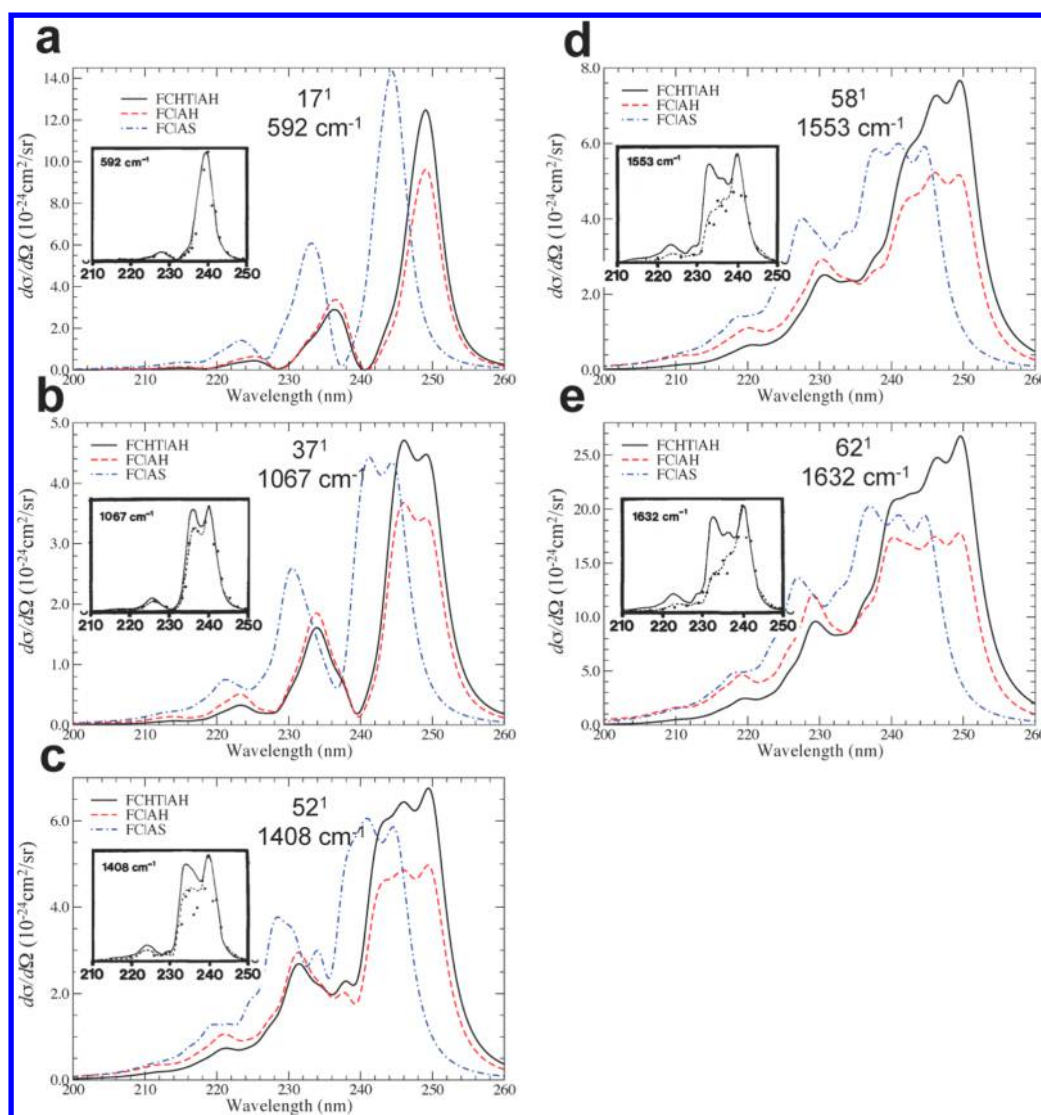 a
14.0
12.0
10.0
8.0
6.0
4.0
2.0
0.0
dσ/dΩ (10⁻²⁴cm²/sr)
FCHT|AH
FC|AH
FC|AS
17¹
592 cm⁻¹
592 cm⁻¹
210 220 230 240 250
200 210 220 230 240 250 260
Wavelength (nm)
b
5.0
4.0
3.0
2.0
1.0
0.0
dσ/dΩ (10⁻²⁴cm²/sr)
FCHT|AH
FC|AH
FC|AS
37¹
1067 cm⁻¹
1067 cm⁻¹
210 220 230 240 250
200 210 220 230 240 250 260
Wavelength (nm)
c
6.0
4.0
2.0
0.0
dσ/dΩ (10⁻²⁴cm²/sr)
FCHT|AH
FC|AH
FC|AS
52¹
1408 cm⁻¹
1408 cm⁻¹
210 220 230 240 250
200 210 220 230 240 250 260
Wavelength (nm)
d
8.0
6.0
4.0
2.0
0.0
dσ/dΩ (10⁻²⁴cm²/sr)
FCHT|AH
FC|AH
FC|AS
58¹
1553 cm⁻¹
1553 cm⁻¹
210 220 230 240 250
200 210 220 230 240 250 260
Wavelength (nm)
e
25.0
20.0
15.0
10.0
5.0
0.0
dσ/dΩ (10⁻²⁴cm²/sr)
FCHT|AH
FC|AH
FC|AS
62¹
1632 cm⁻¹
1632 cm⁻¹
210 220 230 240 250
200 210 220 230 240 250 260
Wavelength (nm)